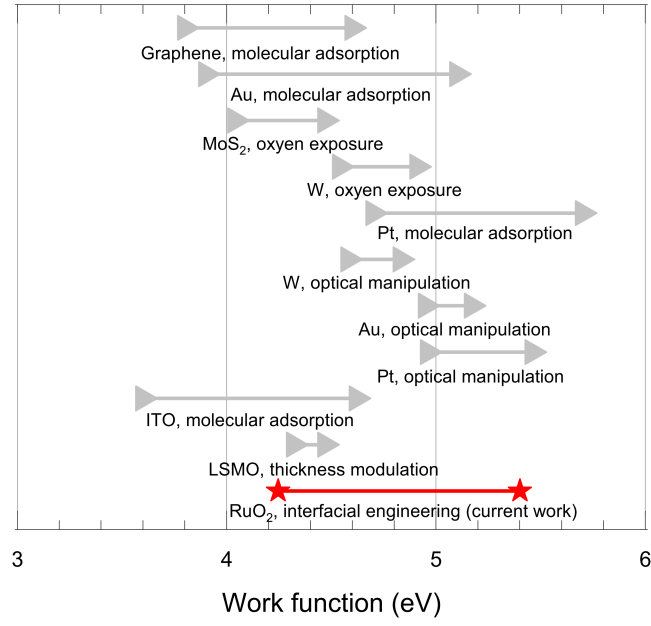 Graphene, molecular adsorption
Au, molecular adsorption
MoS₂, oxyen exposure
W, oxyen exposure
Pt, molecular adsorption
W, optical manipulation
Au, optical manipulation
Pt, optical manipulation
ITO, molecular adsorption
LSMO, thickness modulation
RuO₂, interfacial engineering (current work)
3 4 5 6
Work function (eV)